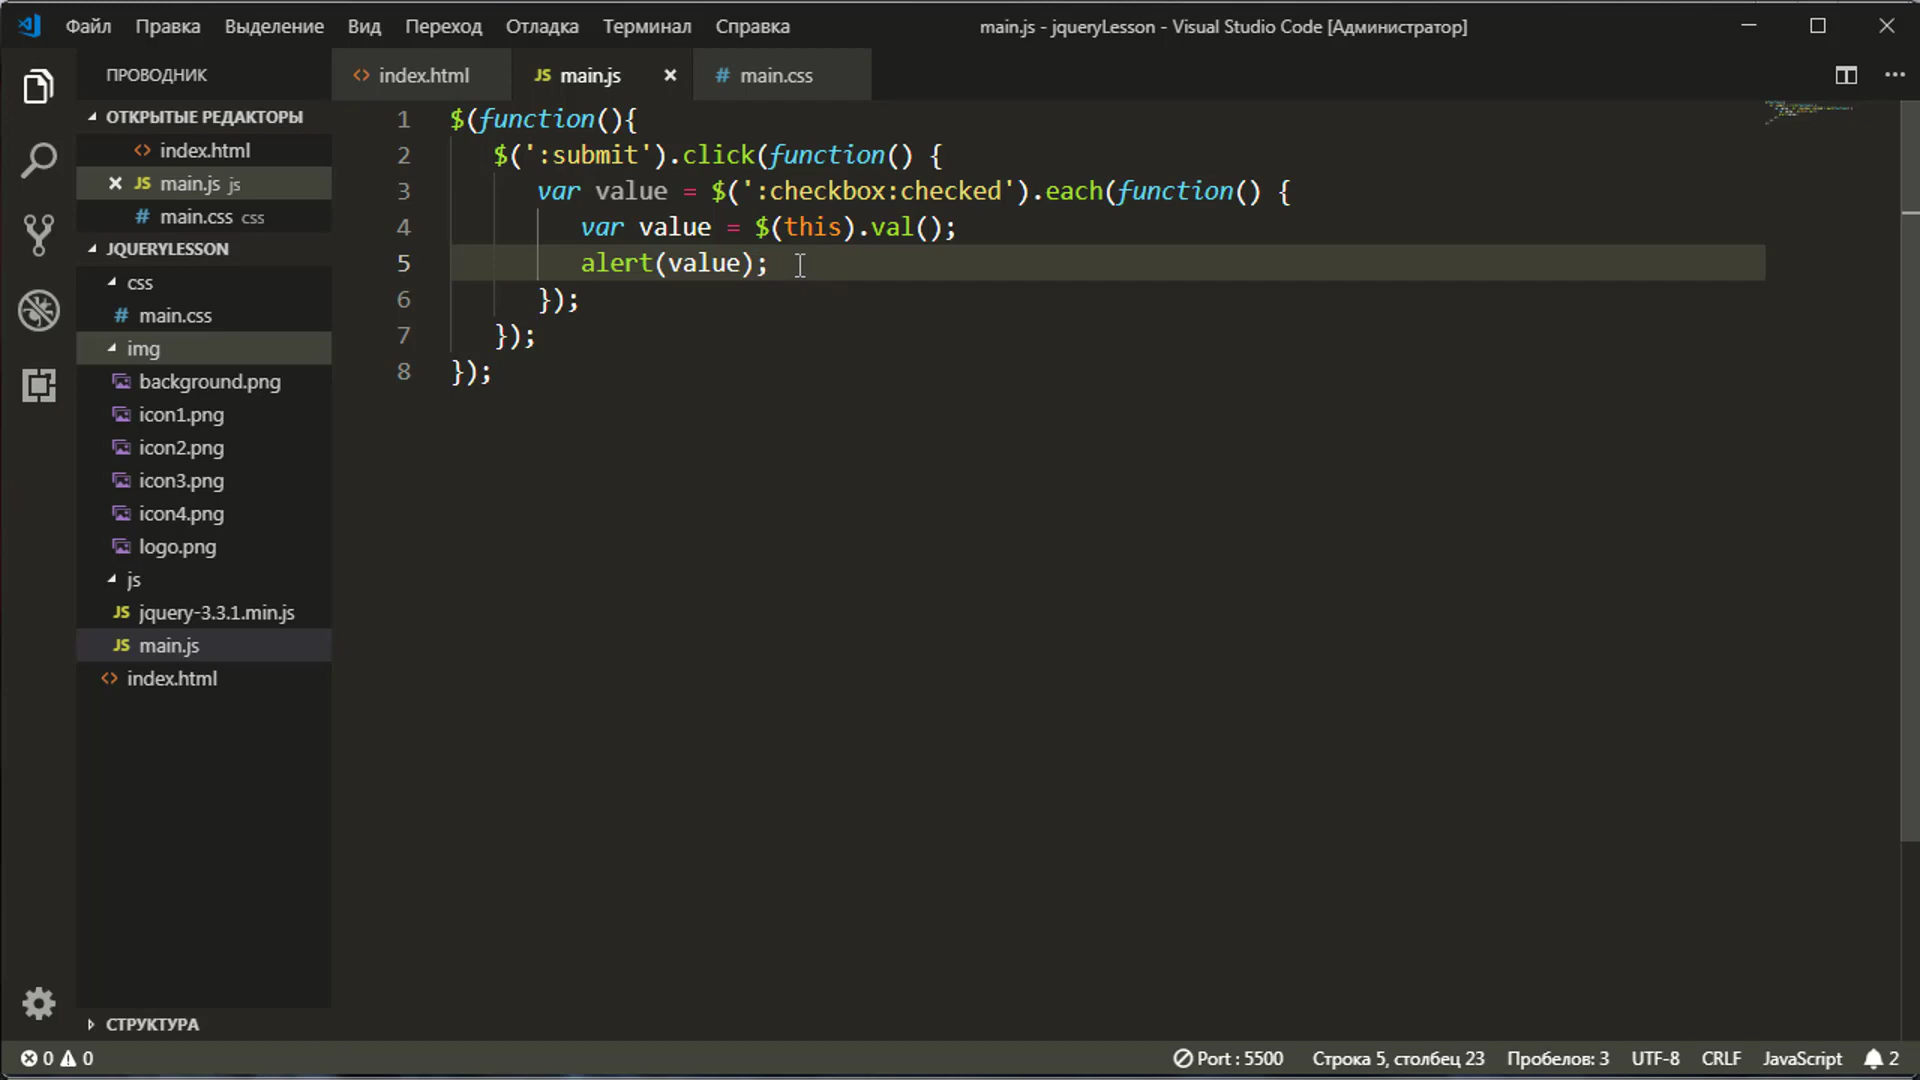 Файл Правка Выделение Вид Переход Отладка Терминал Справка main.js - jqueryLesson - Visual Studio Code [Администратор]
ПРОВОДНИК
ОТКРЫТЫЕ РЕДАКТОРЫ
<> index.html
JS main.js js
# main.css css
JQUERYLESSON
css
# main.css
img
background.png
icon1.png
icon2.png
icon3.png
icon4.png
logo.png
js
JS jquery-3.3.1.min.js
JS main.js
<> index.html
СТРУКТУРА
<> index.html JS main.js # main.css
1 $(function(){
2 $(':submit').click(function() {
3 var value = $(':checkbox:checked').each(function() {
4 var value = $(this).val();
5 alert(value);
6 });
7 });
8 });
0 0 Port : 5500 Строка 5, столбец 23 Пробелов: 3 UTF-8 CRLF JavaScript 2